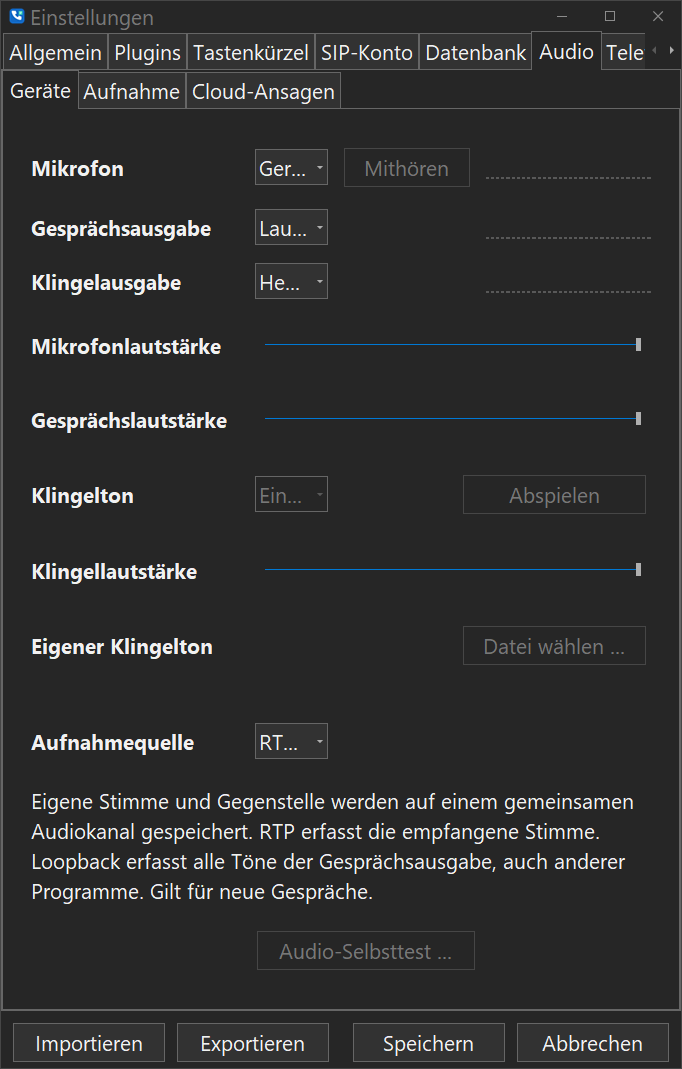 Einstellungen
Allgemein Plugins Tastenkürzel SIP-Konto Datenbank Audio Tele
Geräte Aufnahme Cloud-Ansagen
Mikrofon Ger... Mithören
Gesprächsausgabe Lau...
Klingelausgabe He...
Mikrofonlautstärke
Gesprächslautstärke
Klingelton Ein... Abspielen
Klingellautstärke
Eigener Klingelton Datei wählen ...
Aufnahmequelle RT...
Eigene Stimme und Gegenstelle werden auf einem gemeinsamen
Audiokanal gespeichert. RTP erfasst die empfangene Stimme.
Loopback erfasst alle Töne der Gesprächsausgabe, auch anderer
Programme. Gilt für neue Gespräche.
Audio-Selbsttest ...
Importieren Exportieren Speichern Abbrechen